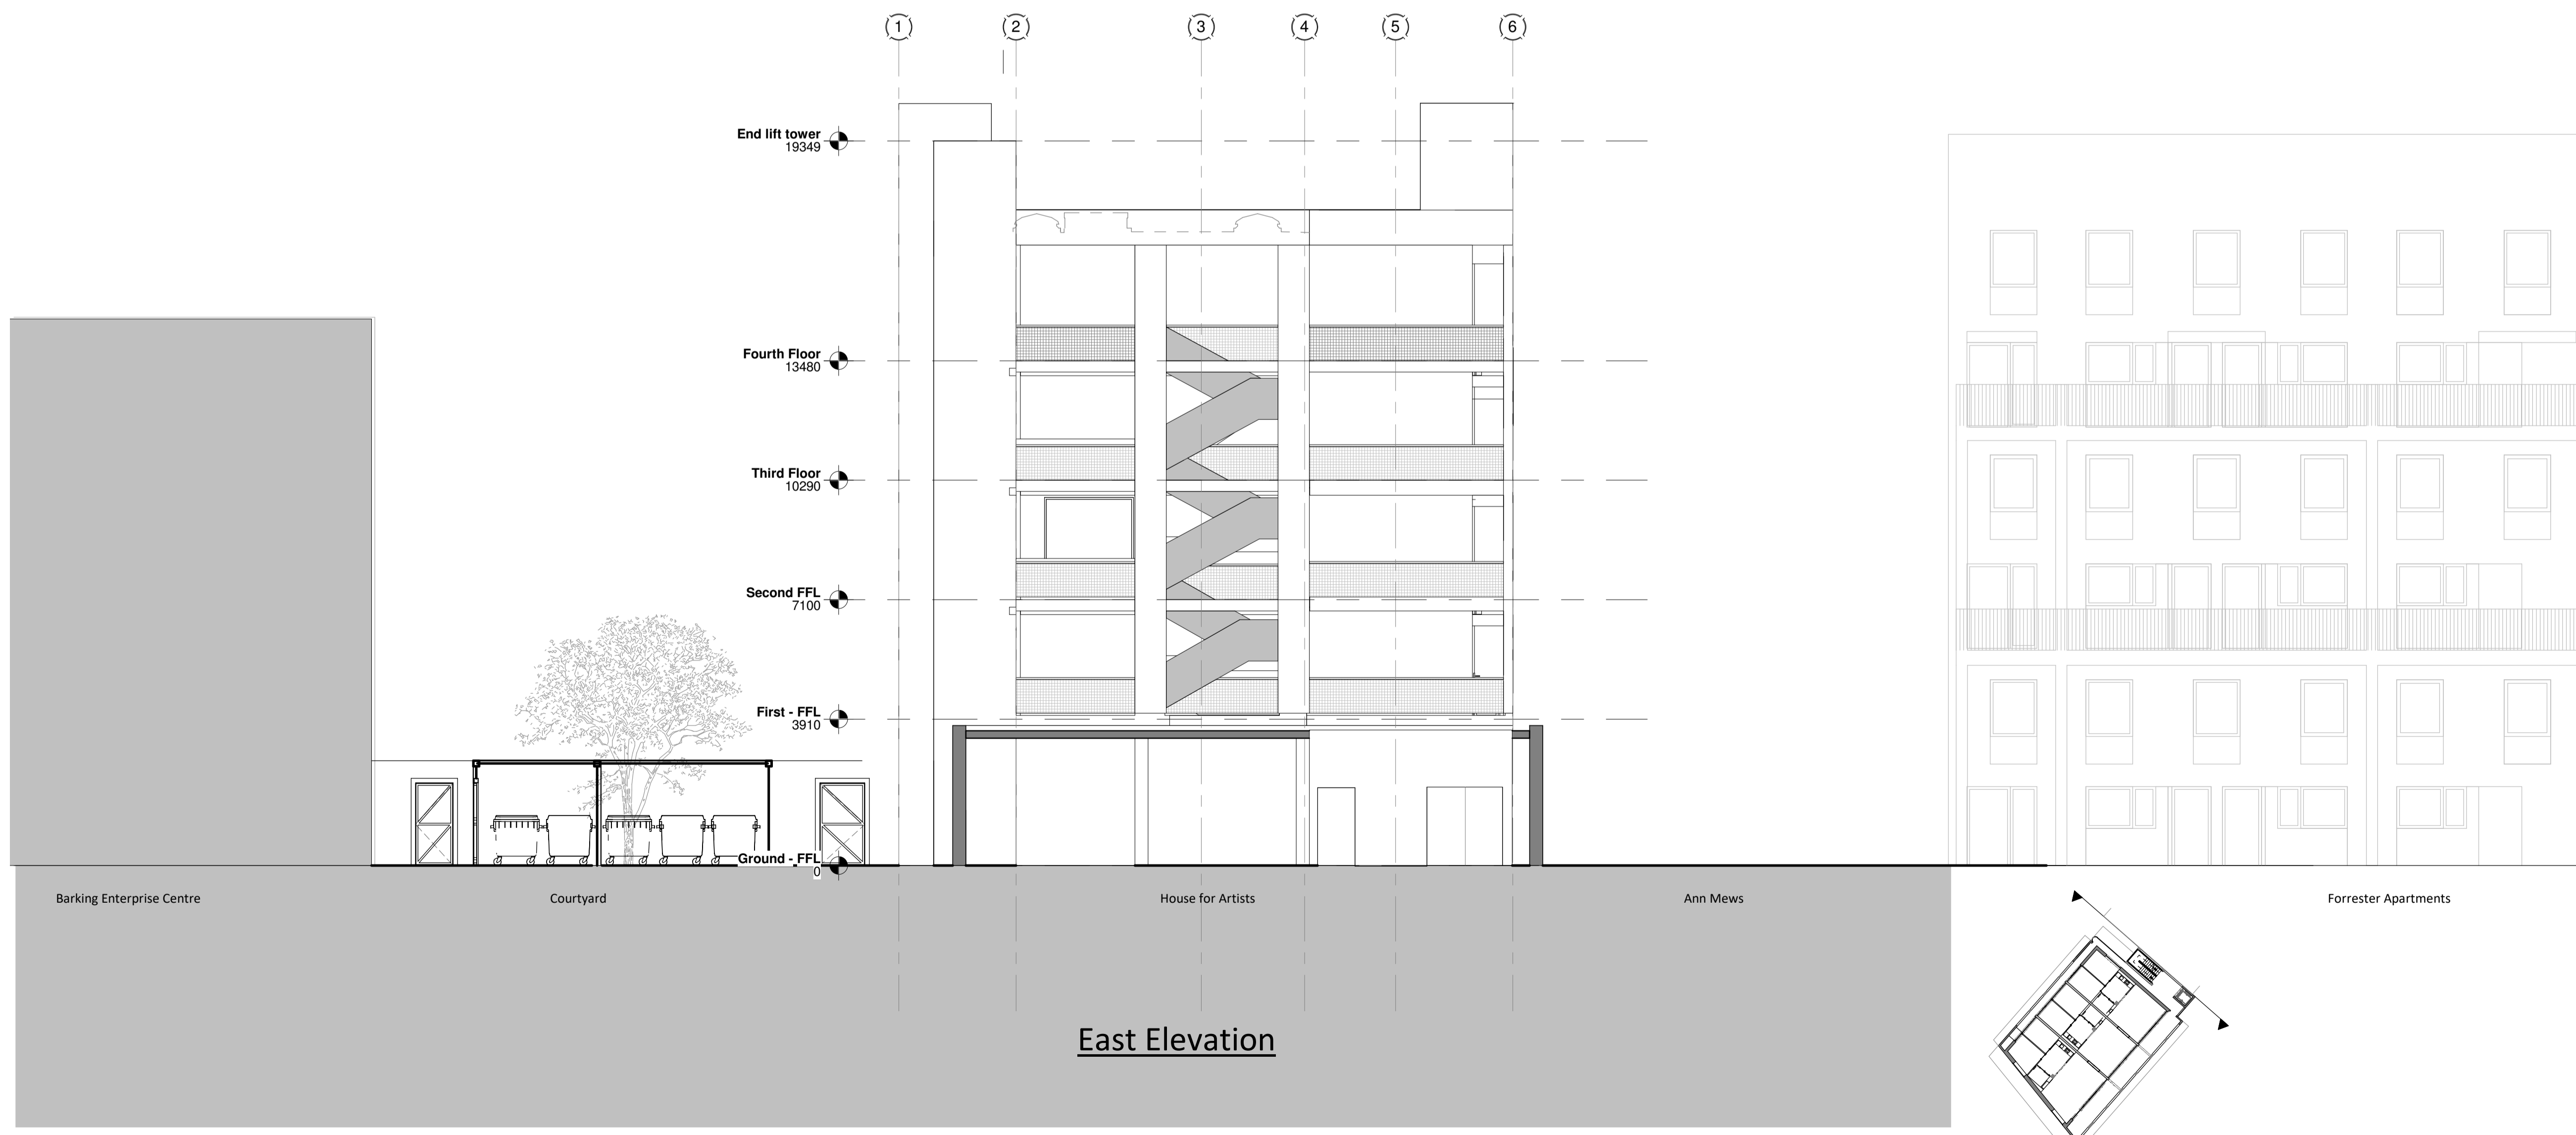 1 2 3 4 5 6
End lift tower
19349
Fourth Floor
13480
Third Floor
10290
Second FFL
7100
First - FFL
3910
Ground - FFL
0
Barking Enterprise Centre
Courtyard
House for Artists
Ann Mews
Forrester Apartments
East Elevation